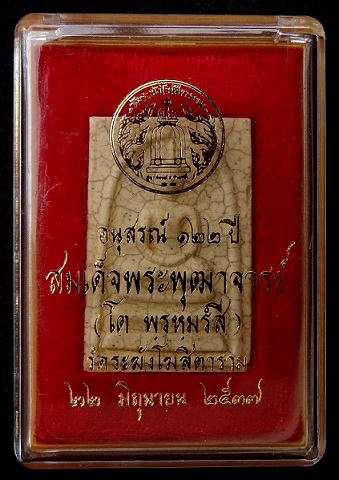 อนุสรณ์ ๑๒๒ ปี
สมเด็จพระพุฒาจารย์
( โต พรหมรํสี )
วัดระฆังโฆสิตาราม
๒๒ มิถุนายน ๒๕๓๗